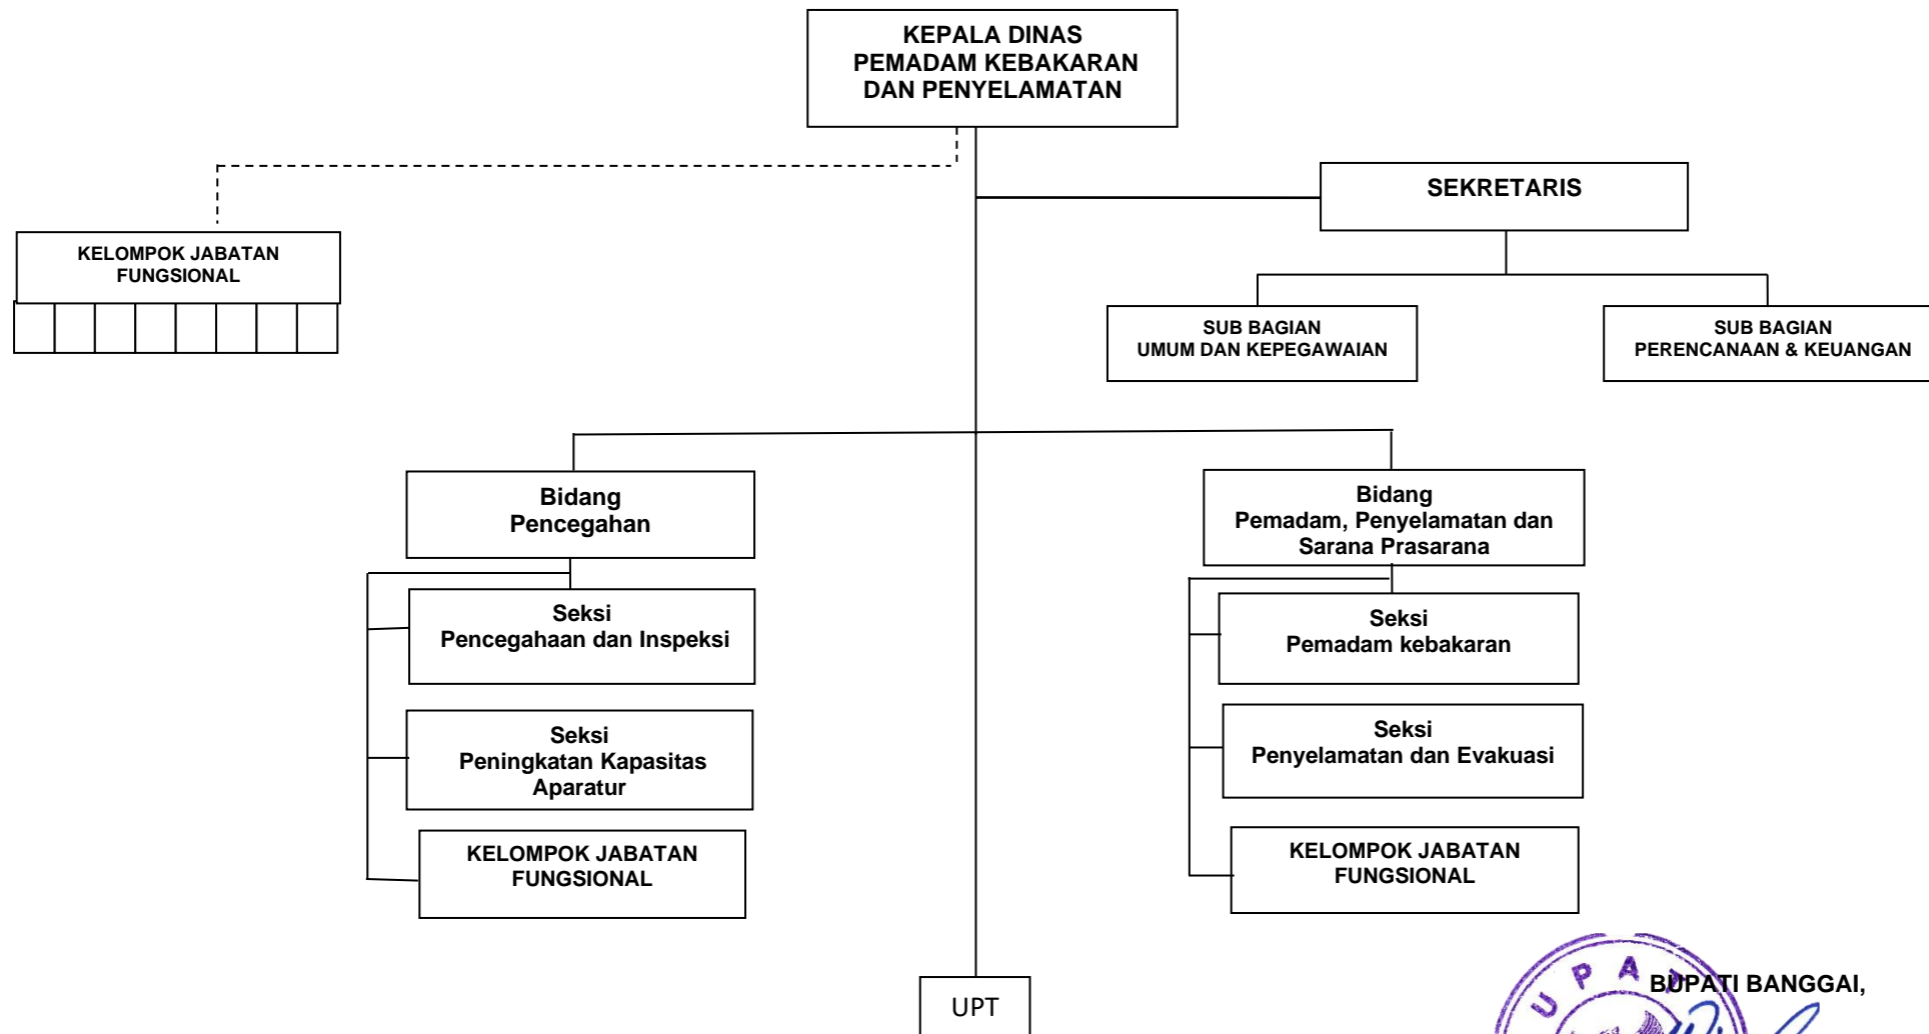 KEPALA DINAS
PEMADAM KEBAKARAN
DAN PENYELAMATAN
SEKRETARIS
KELOMPOK JABATAN
FUNGSIONAL
SUB BAGIAN
UMUM DAN KEPEGAWAIAN
SUB BAGIAN
PERENCANAAN & KEUANGAN
Bidang
Pencegahan
Bidang
Pemadam, Penyelamatan dan
Sarana Prasarana
Seksi
Pencegahaan dan Inspeksi
Seksi
Pemadam kebakaran
Seksi
Peningkatan Kapasitas
Aparatur
Seksi
Penyelamatan dan Evakuasi
KELOMPOK JABATAN
FUNGSIONAL
KELOMPOK JABATAN
FUNGSIONAL
UPT
BUPATI BANGGAI,